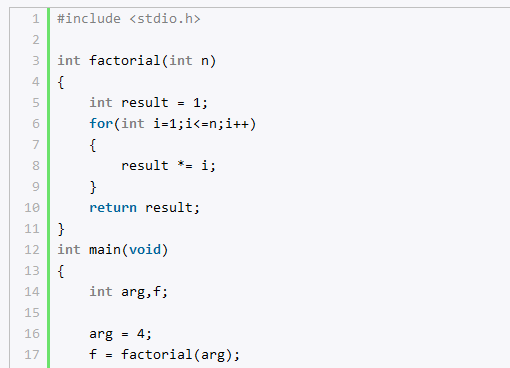 1 #include <stdio.h>
2
3 int factorial(int n)
4 {
5     int result = 1;
6     for(int i=1;i<=n;i++)
7     {
8         result *= i;
9     }
10     return result;
11 }
12 int main(void)
13 {
14     int arg,f;
15
16     arg = 4;
17     f = factorial(arg);